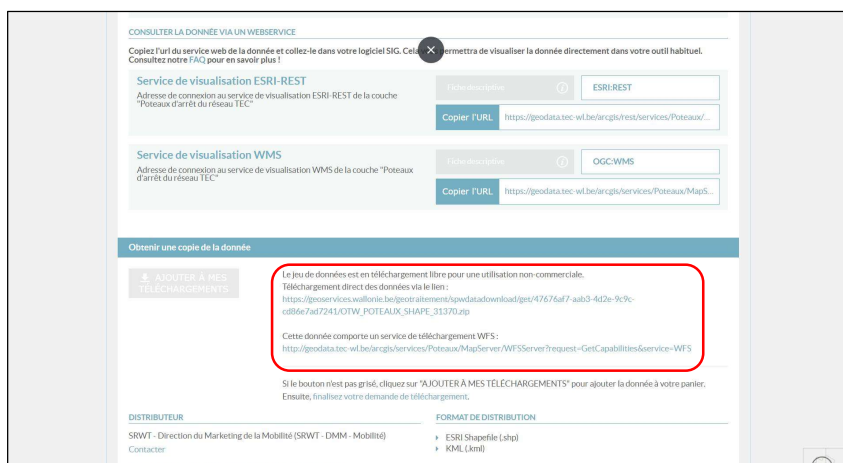 CONSULTER LA DONNÉE VIA UN WEBSERVICE
Copiez l'url du service web de la donnée et collez-le dans votre logiciel SIG. Cela permettra de visualiser la donnée directement dans votre outil habituel.
Consultez notre FAQ pour en savoir plus !
Service de visualisation ESRI-REST
Adresse de connexion au service de visualisation ESRI-REST de la couche
"Poteaux d'arrêt du réseau TEC"
Fiche descriptive
ESRI:REST
Copier l'URL
https://geodata.tec-wl.be/arcgis/rest/services/Poteaux/...
Service de visualisation WMS
Adresse de connexion au service de visualisation WMS de la couche "Poteaux
d'arrêt du réseau TEC"
Fiche descriptive
OGC:WMS
Copier l'URL
https://geodata.tec-wl.be/arcgis/services/Poteaux/MapS...
Obtenir une copie de la donnée
AJOUTER À MES
TÉLÉCHARGEMENTS
Le jeu de données est en téléchargement libre pour une utilisation non-commerciale.
Téléchargement direct des données via le lien :
https://geoservices.wallonie.be/geotraitement/spwdatadownload/get/47676af7-aab3-4d2e-9c9c-
cd86e7ad7241/OTW_POTEAUX_SHAPE_31370.zip
Cette donnée comporte un service de téléchargement WFS :
http://geodata.tec-wl.be/arcgis/services/Poteaux/MapServer/WFSServer?request=GetCapabilities&service=WFS
Si le bouton n'est pas grisé, cliquez sur "AJOUTER À MES TÉLÉCHARGEMENTS" pour ajouter la donnée à votre panier.
Ensuite, finalisez votre demande de téléchargement.
DISTRIBUTEUR
SRWT - Direction du Marketing de la Mobilité (SRWT - DMM - Mobilité)
Contacter
FORMAT DE DISTRIBUTION
ESRI Shapefile (.shp)
KML (.kml)